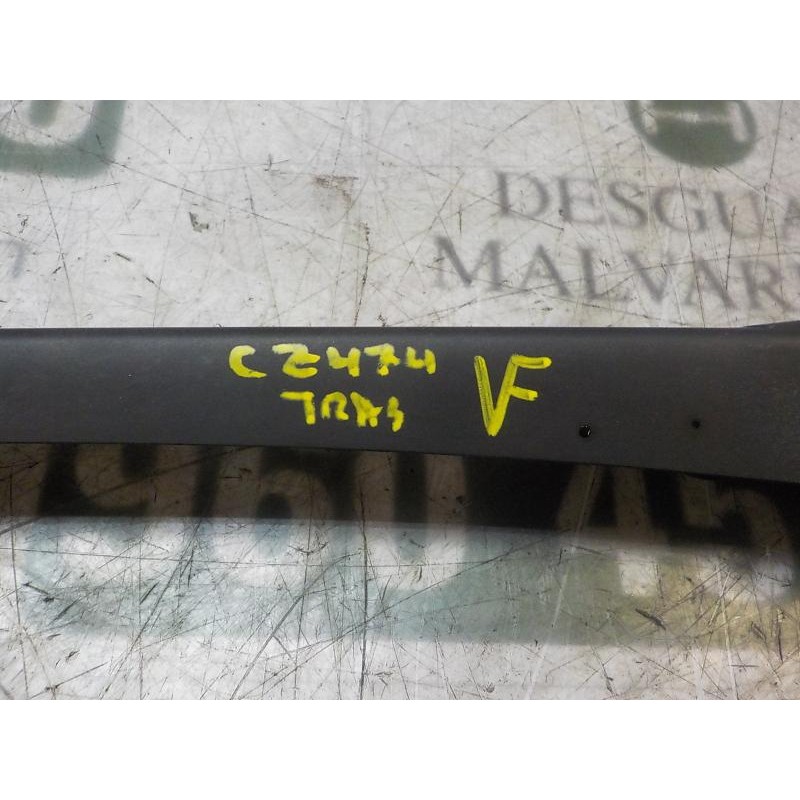 DESGUA
MALVAR
CZ474
TRAS
VF